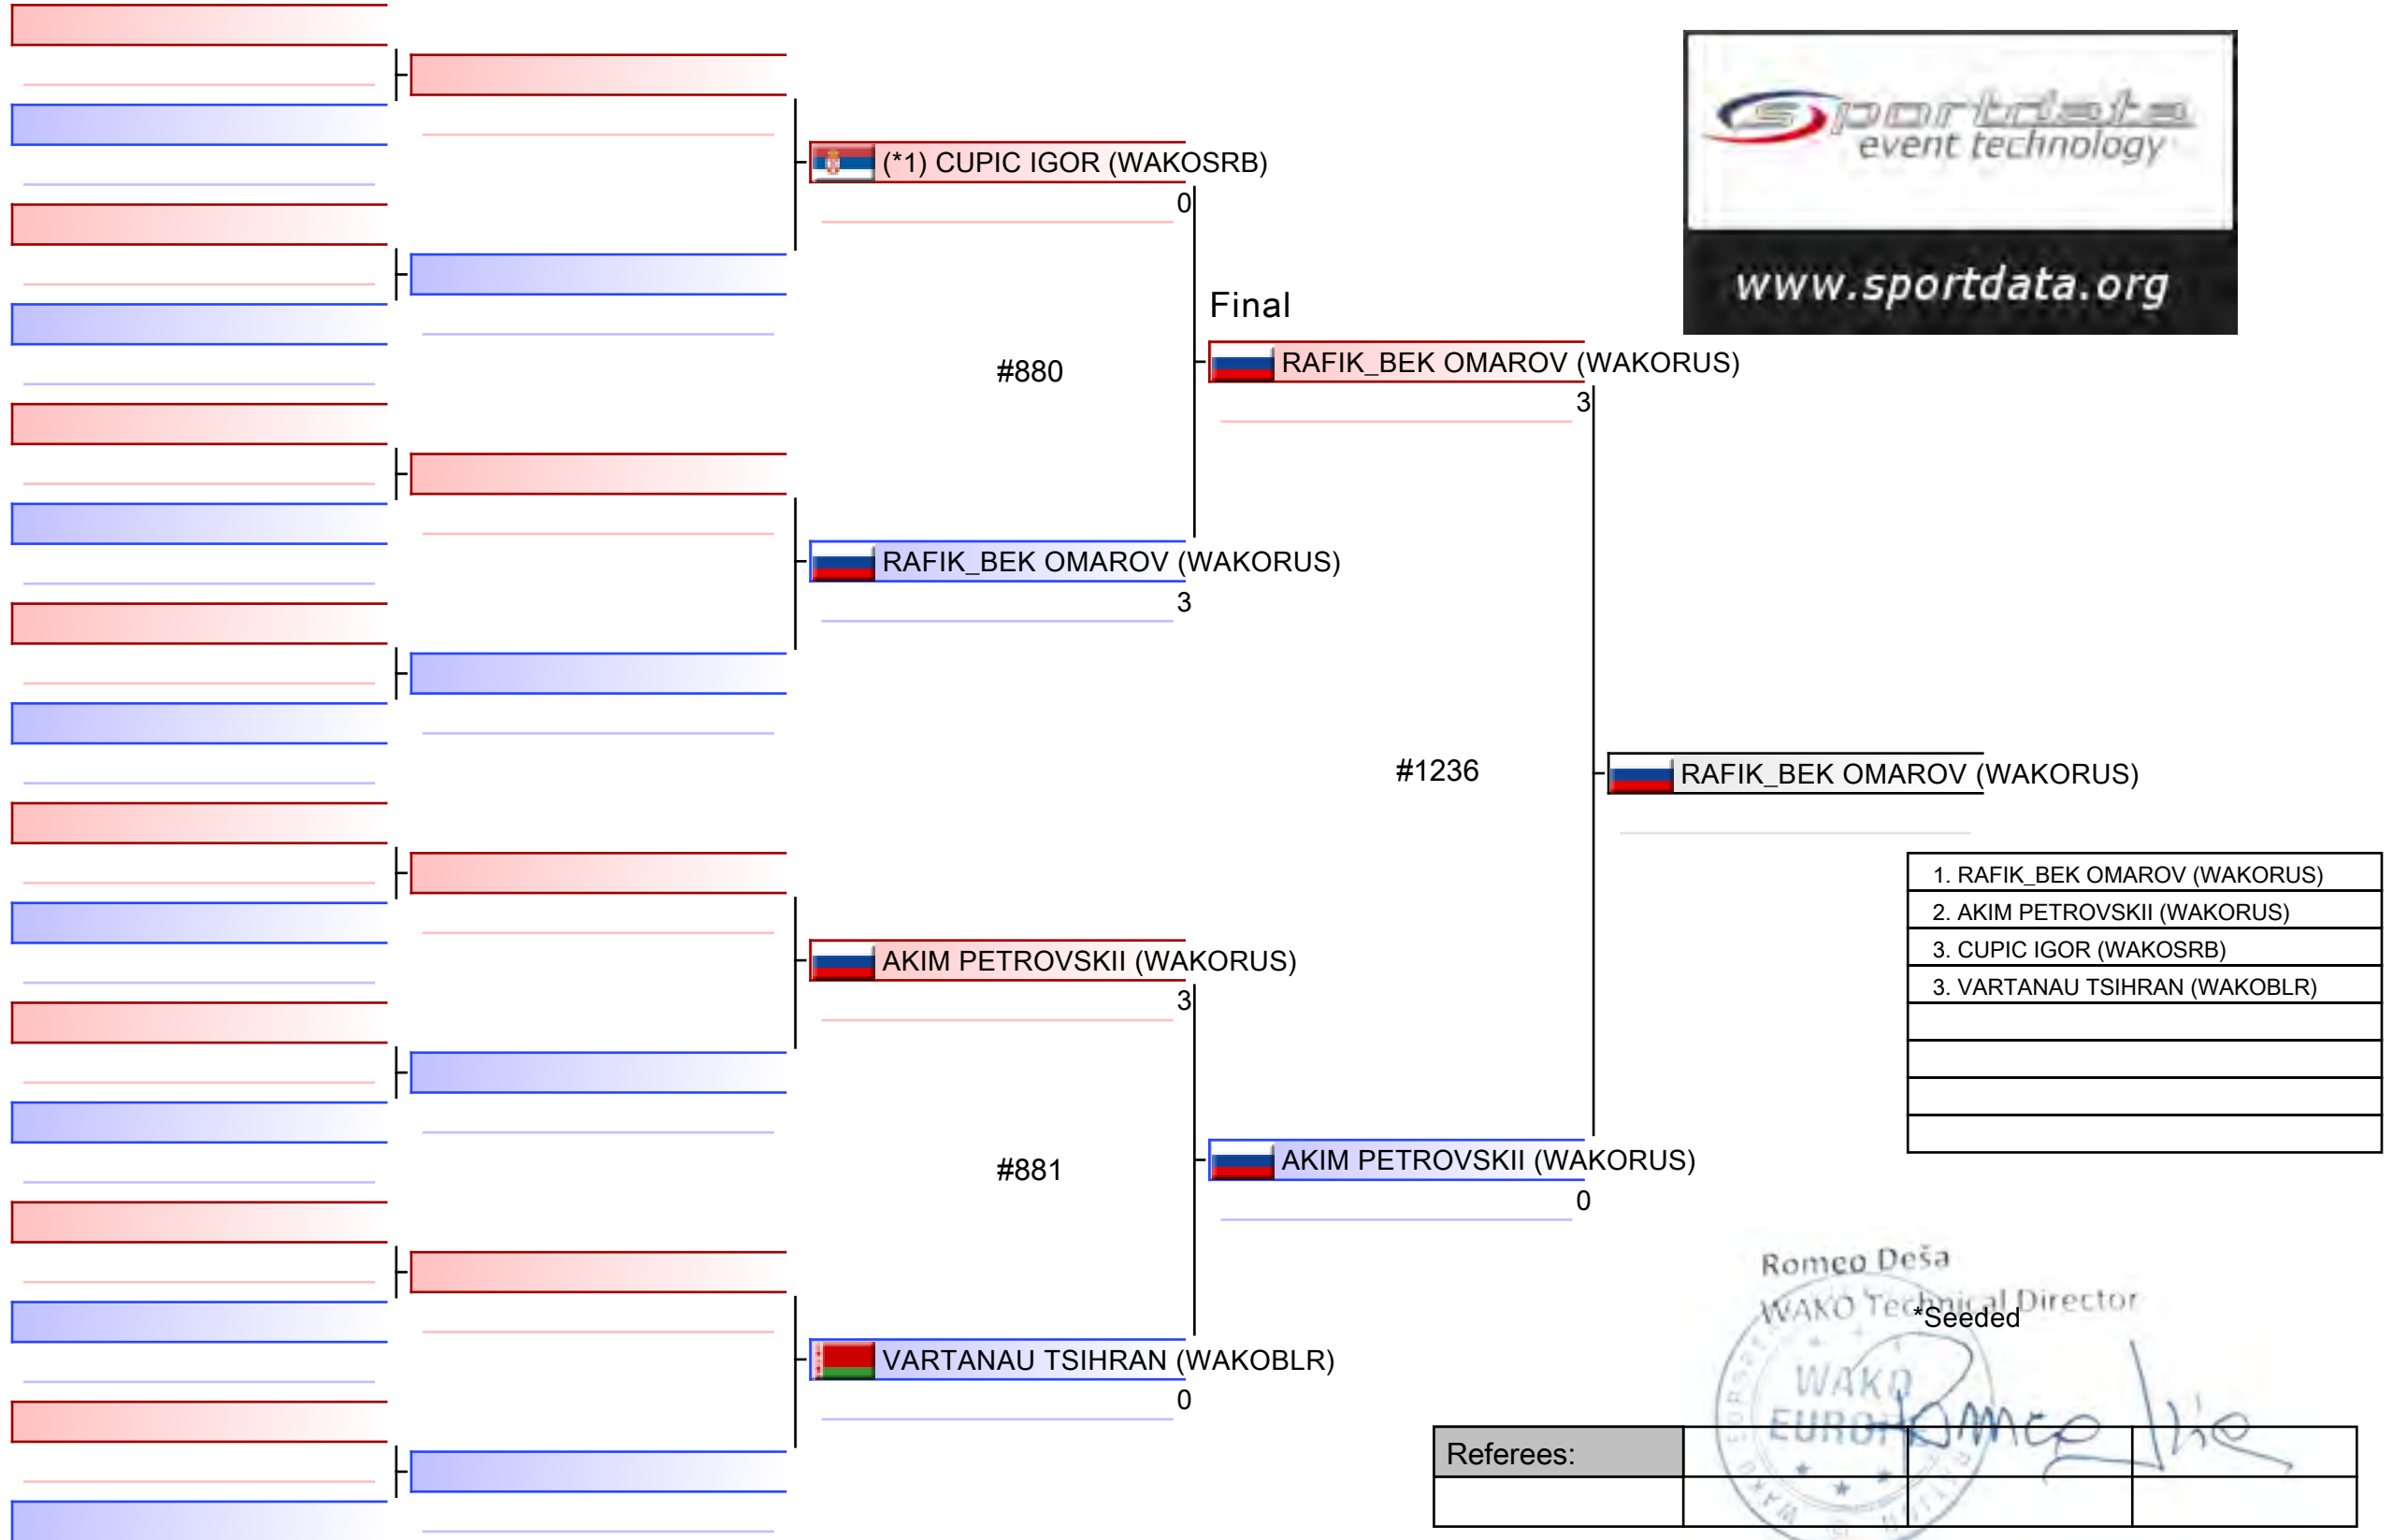 sportdata
event technology
www.sportdata.org
(*1) CUPIC IGOR (WAKOSRB)
0
Final
#880
RAFIK_BEK OMAROV (WAKORUS)
3
RAFIK_BEK OMAROV (WAKORUS)
3
#1236
RAFIK_BEK OMAROV (WAKORUS)
1. RAFIK_BEK OMAROV (WAKORUS)
2. AKIM PETROVSKII (WAKORUS)
3. CUPIC IGOR (WAKOSRB)
3. VARTANAU TSIHRAN (WAKOBLR)
AKIM PETROVSKII (WAKORUS)
3
#881
AKIM PETROVSKII (WAKORUS)
0
VARTANAU TSIHRAN (WAKOBLR)
0
Romeo Deša
WAKO Technical Director
*Seeded
WAKO
EUROPE
Referees: